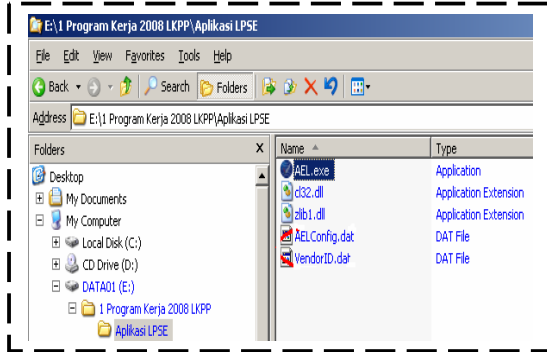 E:\1 Program Kerja 2008 LKPP\Aplikasi LPSE
File Edit View Favorites Tools Help
Back Search Folders
Address E:\1 Program Kerja 2008 LKPP\Aplikasi LPSE
Folders X
Desktop
My Documents
My Computer
Local Disk (C:)
CD Drive (D:)
DATA01 (E:)
1 Program Kerja 2008 LKPP
Aplikasi LPSE
Name Type
AEL.exe Application
cl32.dll Application Extension
zlib1.dll Application Extension
AELConfig.dat DAT File
VendorID.dat DAT File